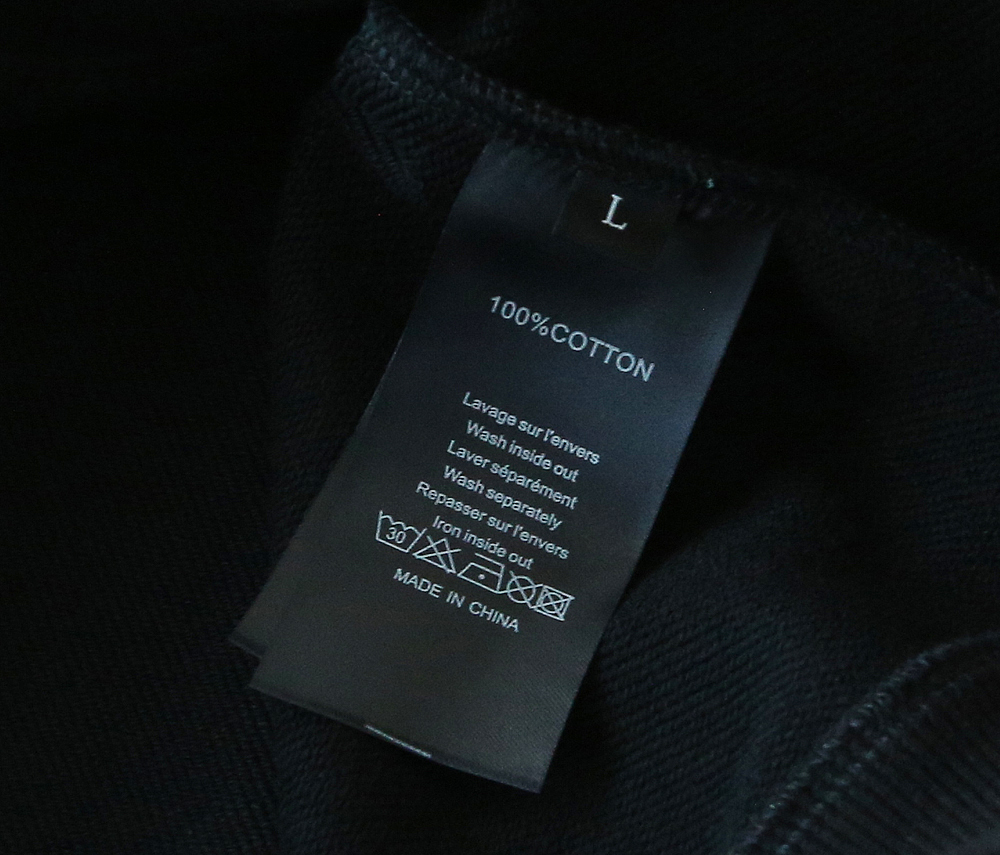 L
100%COTTON
Lavage sur l'envers
Wash inside out
Laver séparément
Wash separately
Repasser sur l'envers
Iron inside out
30
MADE IN CHINA